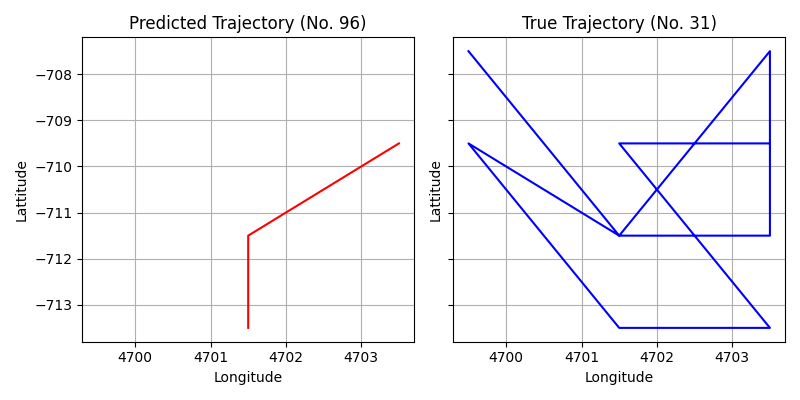 Predicted Trajectory (No. 96)
True Trajectory (No. 31)
−708
−709
−710
−711
−712
−713
Lattitude
Lattitude
4700 4701 4702 4703
4700 4701 4702 4703
Longitude
Longitude